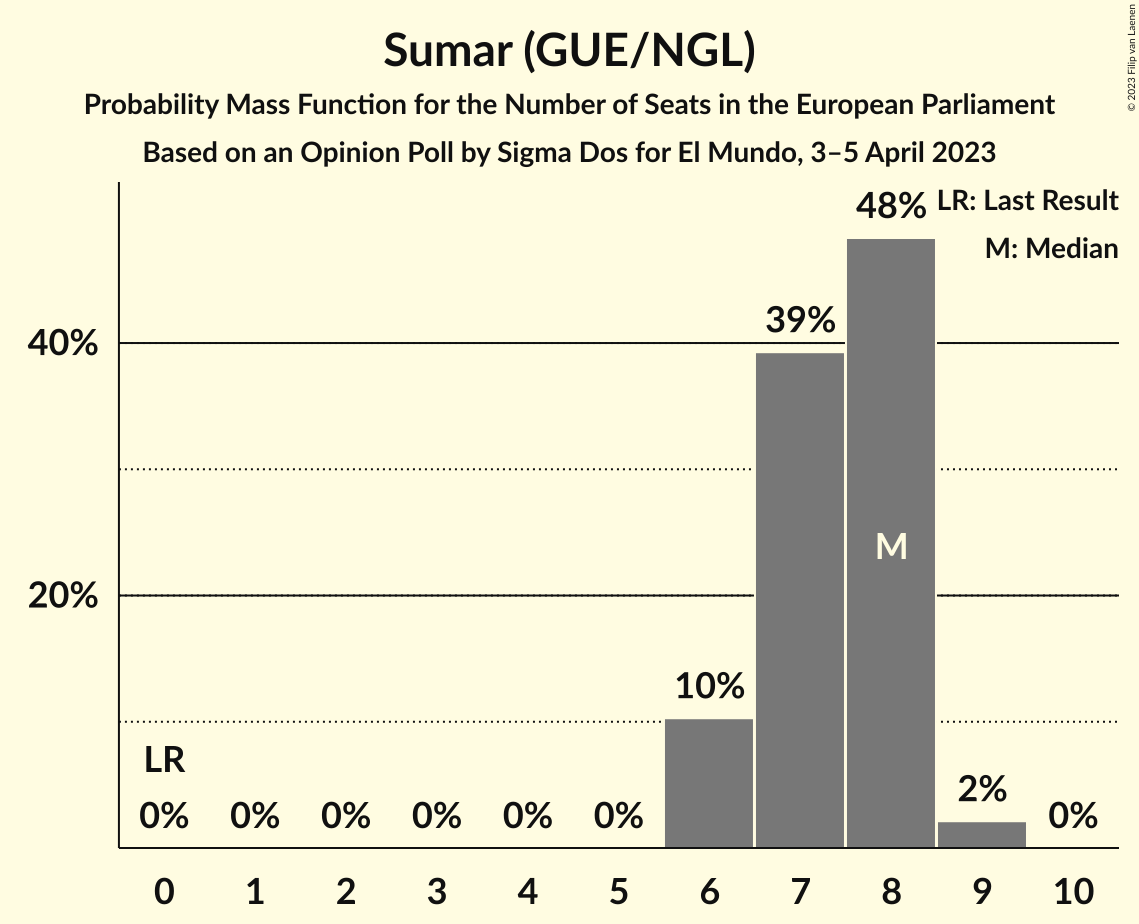 Sumar (GUE/NGL)
Probability Mass Function for the Number of Seats in the European Parliament
Based on an Opinion Poll by Sigma Dos for El Mundo, 3–5 April 2023
© 2023 Filip van Laenen
LR: Last Result
M: Median
48%
39%
40%
M
20%
10%
LR
2%
0% 0% 0% 0% 0% 0% 0%
0 1 2 3 4 5 6 7 8 9 10